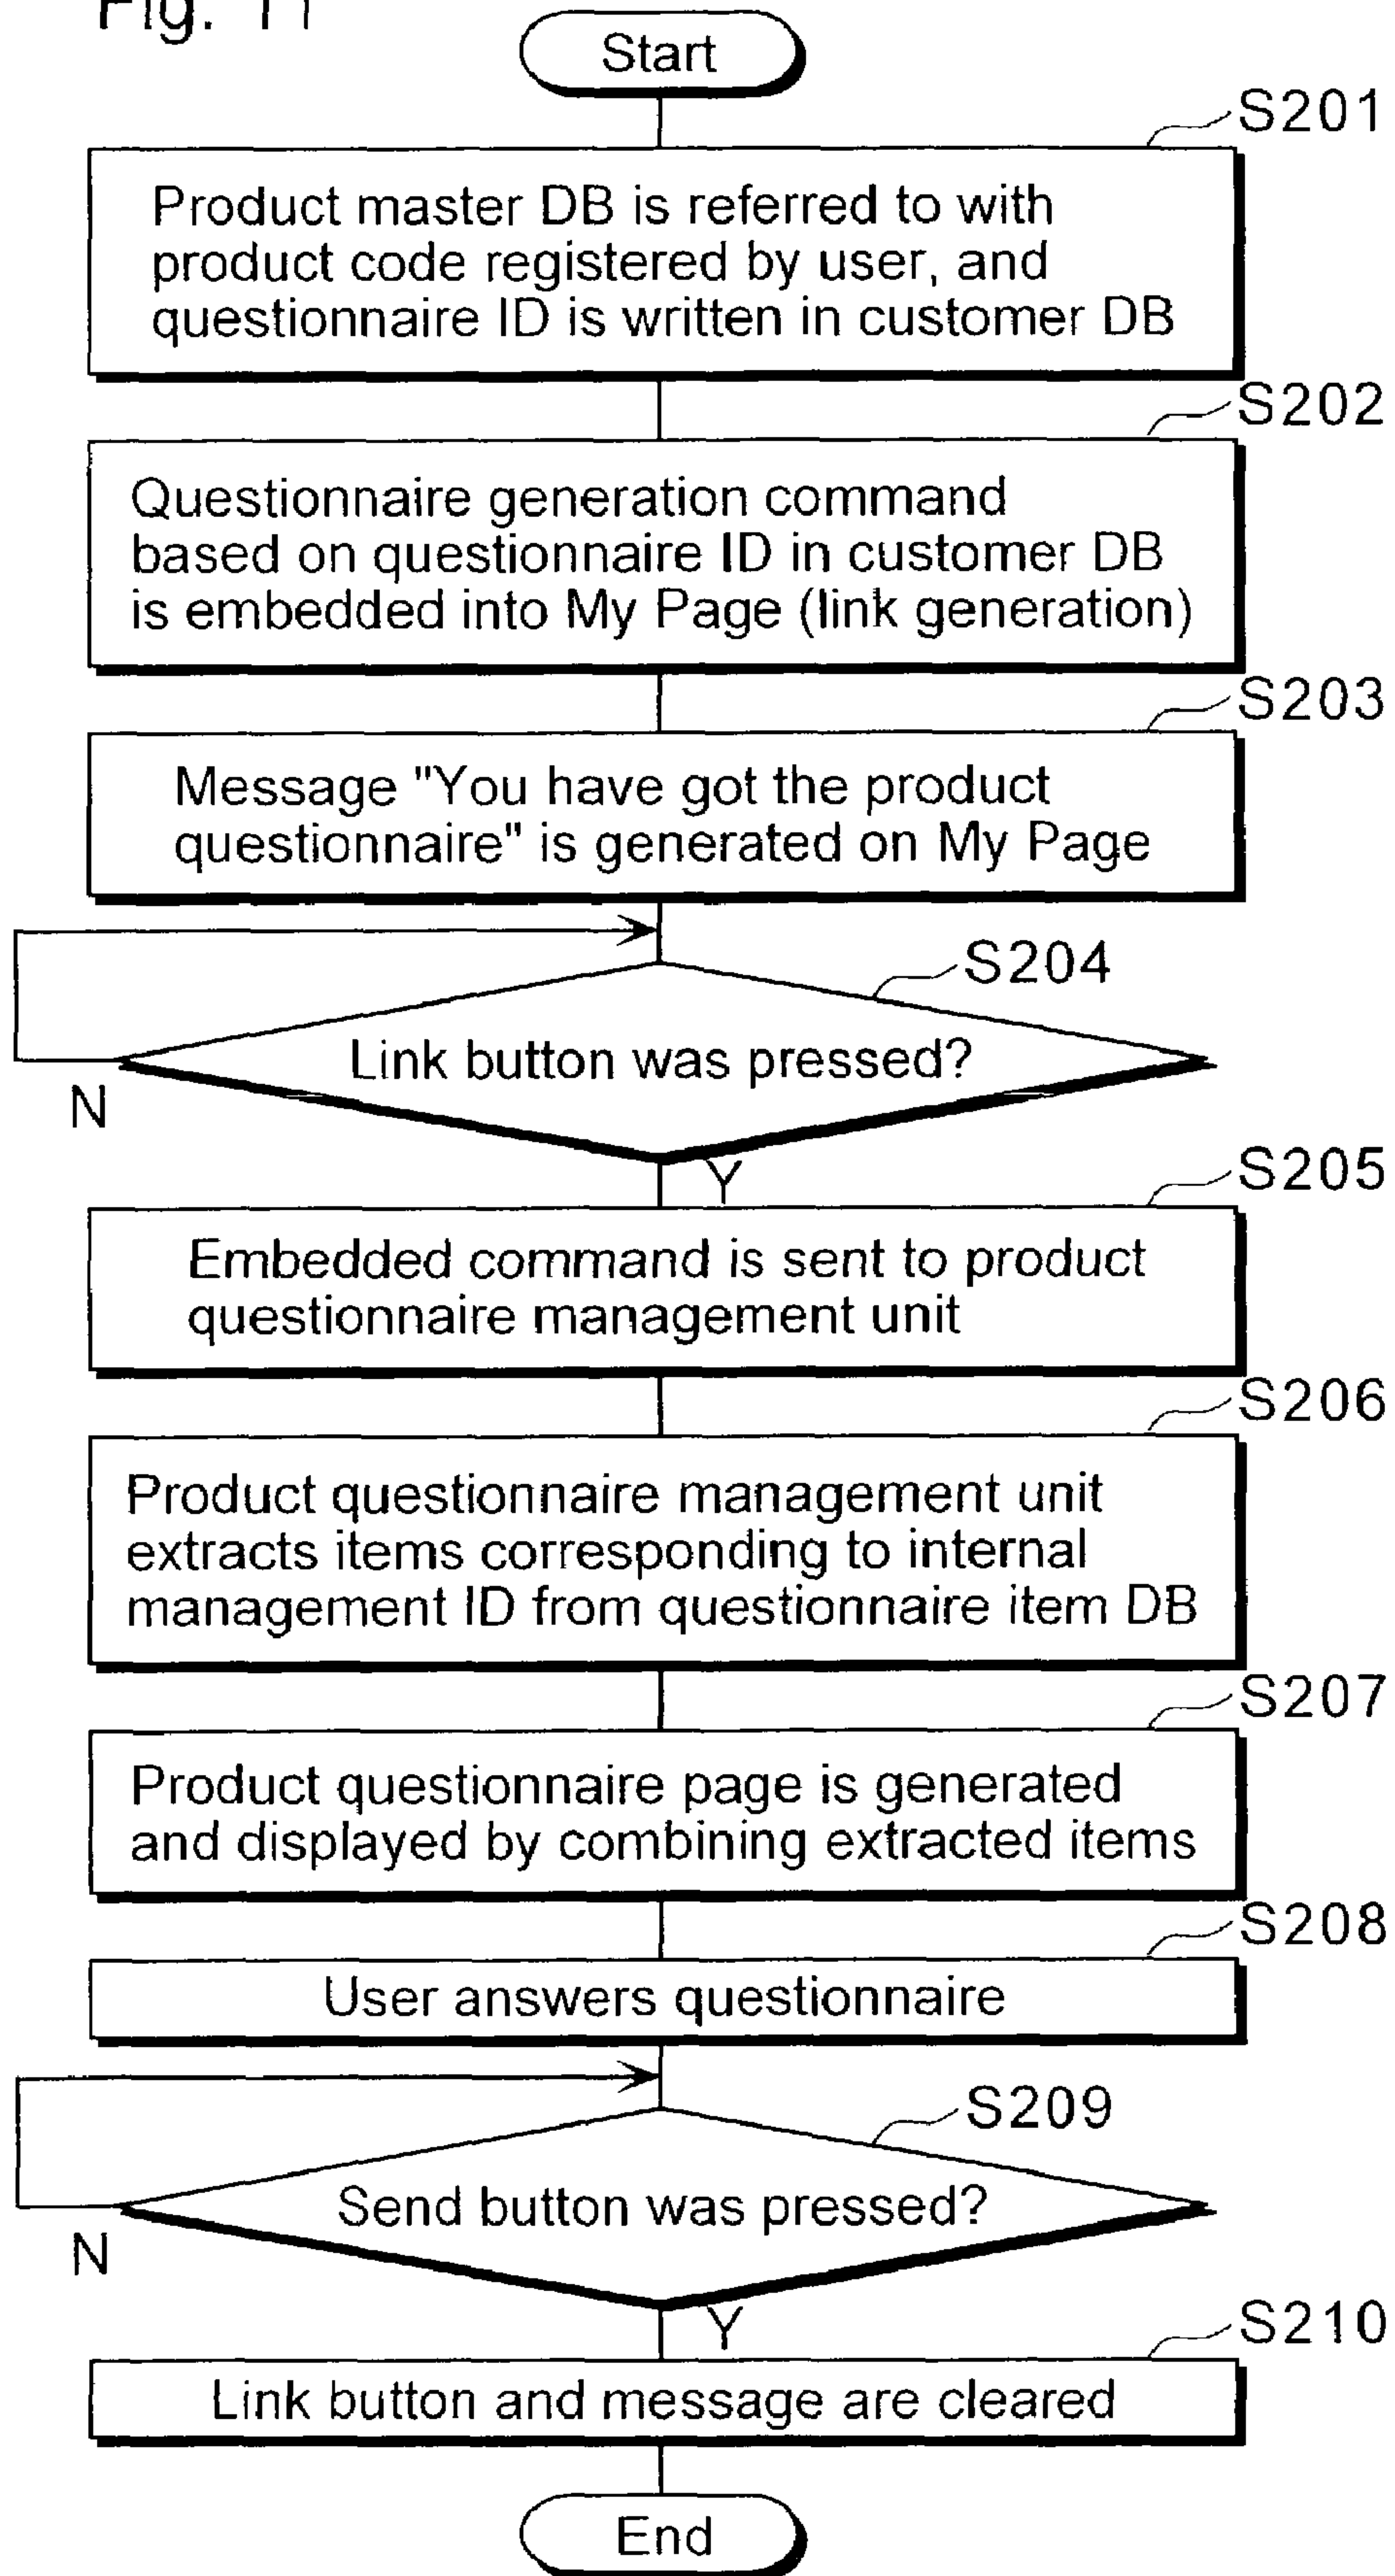 Fig. 11
Start
S201
Product master DB is referred to with
product code registered by user, and
questionnaire ID is written in customer DB
S202
Questionnaire generation command
based on questionnaire ID in customer DB
is embedded into My Page (link generation)
S203
Message "You have got the product
questionnaire" is generated on My Page
S204
Link button was pressed?
N
Y
S205
Embedded command is sent to product
questionnaire management unit
S206
Product questionnaire management unit
extracts items corresponding to internal
management ID from questionnaire item DB
S207
Product questionnaire page is generated
and displayed by combining extracted items
S208
User answers questionnaire
S209
Send button was pressed?
N
Y
S210
Link button and message are cleared
End